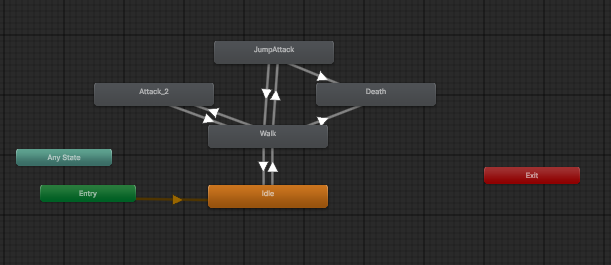 JumpAttack
Attack_2
Death
Walk
Any State
Exit
Entry
Idle